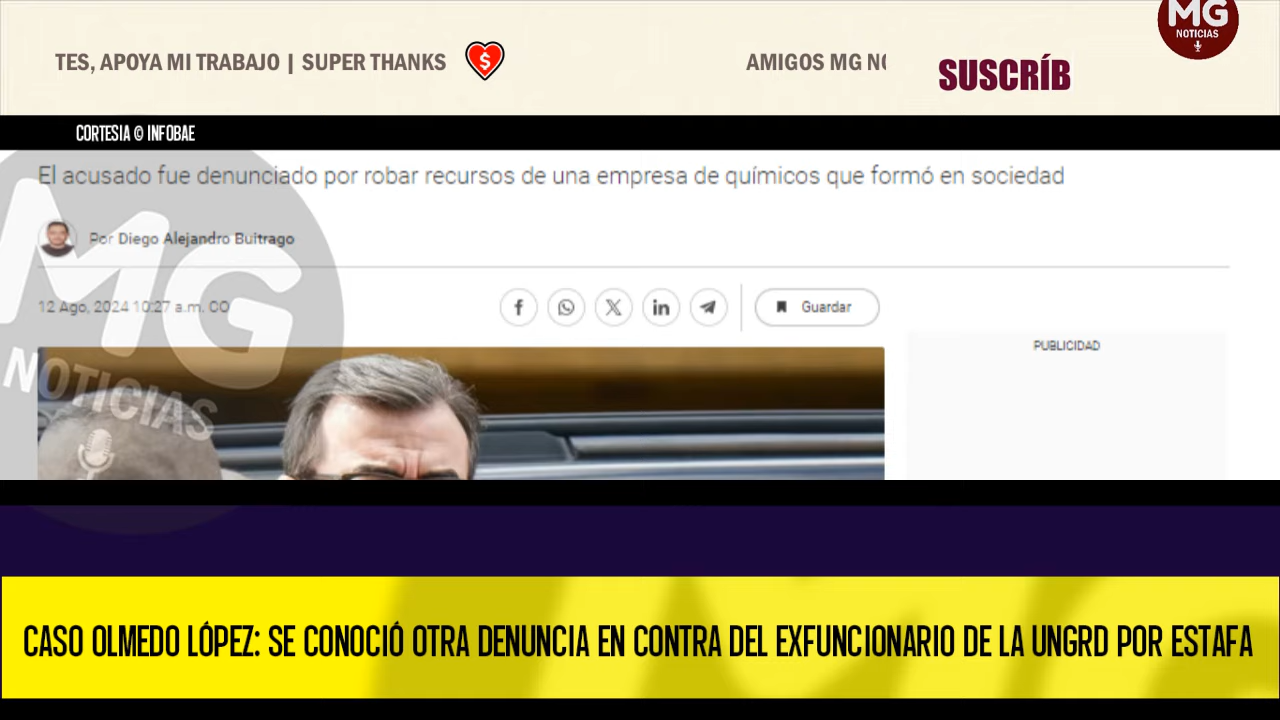 TES, APOYA MI TRABAJO | SUPER THANKS
AMIGOS MG
SUSCRÍB
MG
NOTICIAS
CORTESIA © INFOBAE
El acusado fue denunciado por robar recursos de una empresa de químicos que formó en sociedad
Por Diego Alejandro Buitrago
12 Ago, 2024 10:27 a.m. CO
Guardar
PUBLICIDAD
MG
NOTICIAS
CASO OLMEDO LÓPEZ: SE CONOCIÓ OTRA DENUNCIA EN CONTRA DEL EXFUNCIONARIO DE LA UNGRD POR ESTAFA